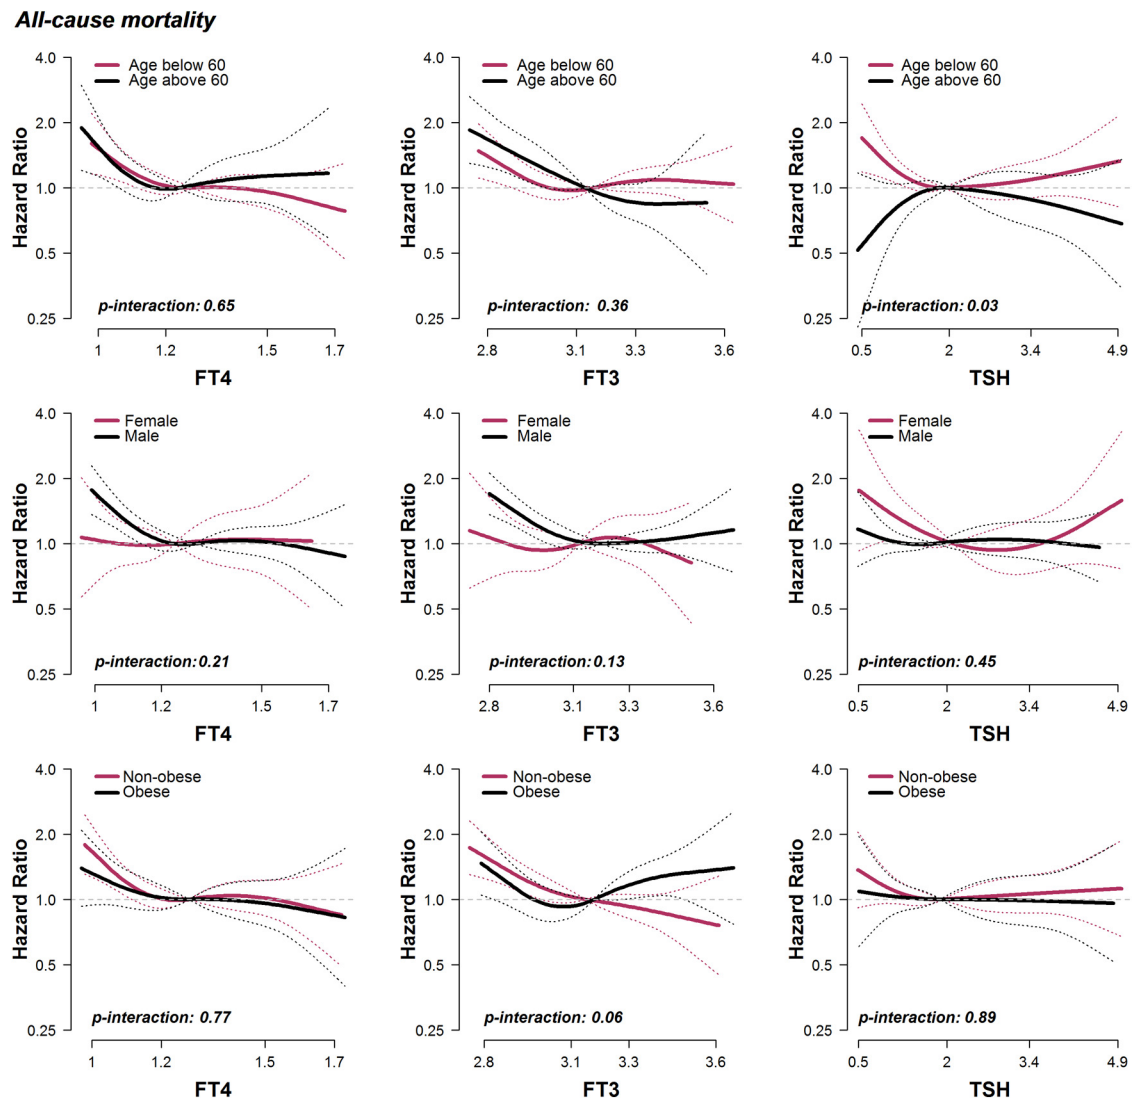 All-cause mortality
4.0
2.0
1.0
0.5
0.25
Hazard Ratio
Age below 60
Age above 60
p-interaction: 0.65
1
1.2
1.5
1.7
FT4
4.0
2.0
1.0
0.5
0.25
Hazard Ratio
Age below 60
Age above 60
p-interaction: 0.36
2.8
3.1
3.3
3.6
FT3
4.0
2.0
1.0
0.5
0.25
Hazard Ratio
Age below 60
Age above 60
p-interaction: 0.03
0.5
2
3.4
4.9
TSH
4.0
2.0
1.0
0.5
0.25
Hazard Ratio
Female
Male
p-interaction: 0.21
1
1.2
1.5
1.7
FT4
4.0
2.0
1.0
0.5
0.25
Hazard Ratio
Female
Male
p-interaction: 0.13
2.8
3.1
3.3
3.6
FT3
4.0
2.0
1.0
0.5
0.25
Hazard Ratio
Female
Male
p-interaction: 0.45
0.5
2
3.4
4.9
TSH
4.0
2.0
1.0
0.5
0.25
Hazard Ratio
Non-obese
Obese
p-interaction: 0.77
1
1.2
1.5
1.7
FT4
4.0
2.0
1.0
0.5
0.25
Hazard Ratio
Non-obese
Obese
p-interaction: 0.06
2.8
3.1
3.3
3.6
FT3
4.0
2.0
1.0
0.5
0.25
Hazard Ratio
Non-obese
Obese
p-interaction: 0.89
0.5
2
3.4
4.9
TSH